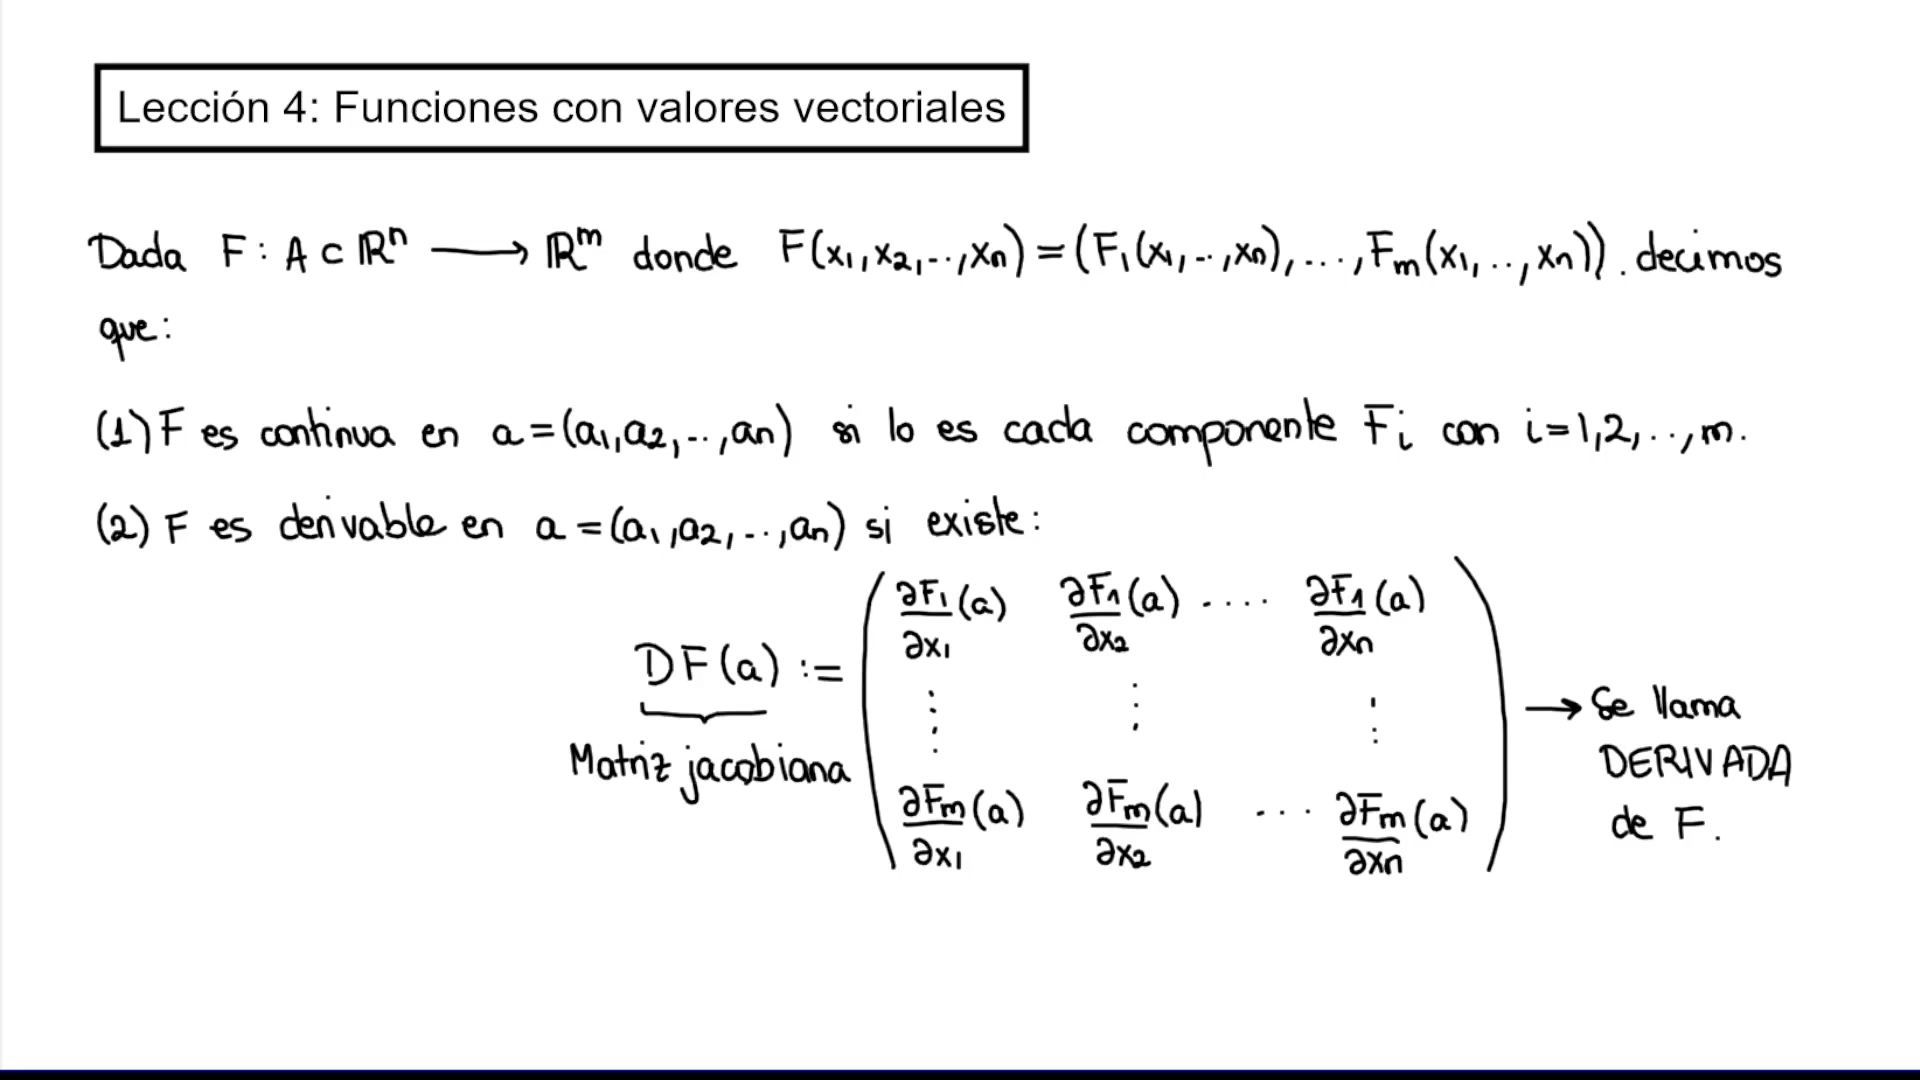 Lección 4: Funciones con valores vectoriales
Dada F: A ⊂ ℝⁿ ⟶ ℝᵐ donde F(x₁,x₂,..,xₙ) = (F₁(x₁,..,xₙ),...,Fₘ(x₁,..,xₙ)). decimos
que:
(1) F es continua en a=(a₁,a₂,..,aₙ) si lo es cada componente Fᵢ con i=1,2,..,m.
(2) F es derivable en a=(a₁,a₂,..,aₙ) si existe:
∂F₁/∂x₁ (a) ∂F₁/∂x₂ (a) .... ∂F₁/∂xₙ (a)
DF(a) := ⋮ ⋮ ⋮ → Se llama
Matriz jacobiana DERIVADA
∂Fₘ/∂x₁ (a) ∂Fₘ/∂x₂ (a) ... ∂Fₘ/∂xₙ (a) de F.